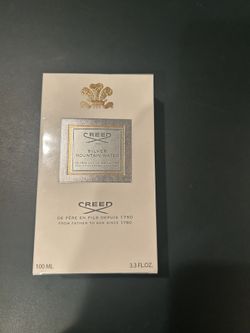 CREED
SILVER
MOUNTAIN WATER
CREED
DE PÈRE EN FILS DEPUIS 1760
FROM FATHER TO SON SINCE 1760
100 ML
3.3 FL.OZ.